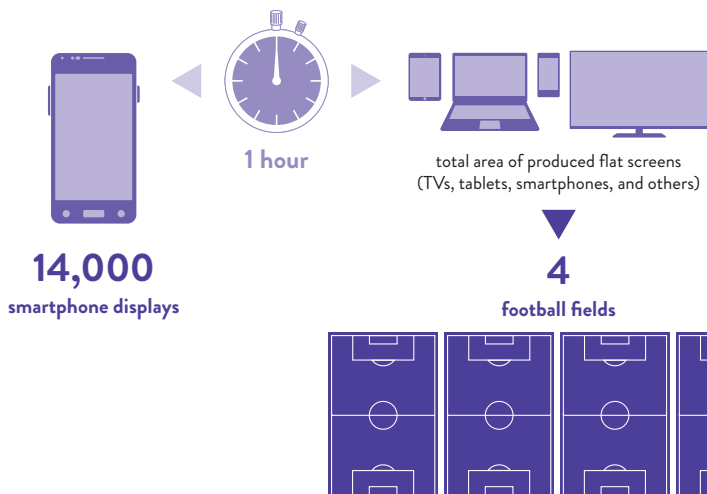 1 hour
total area of produced flat screens
(TVs, tablets, smartphones, and others)
14,000
smartphone displays
4
football fields